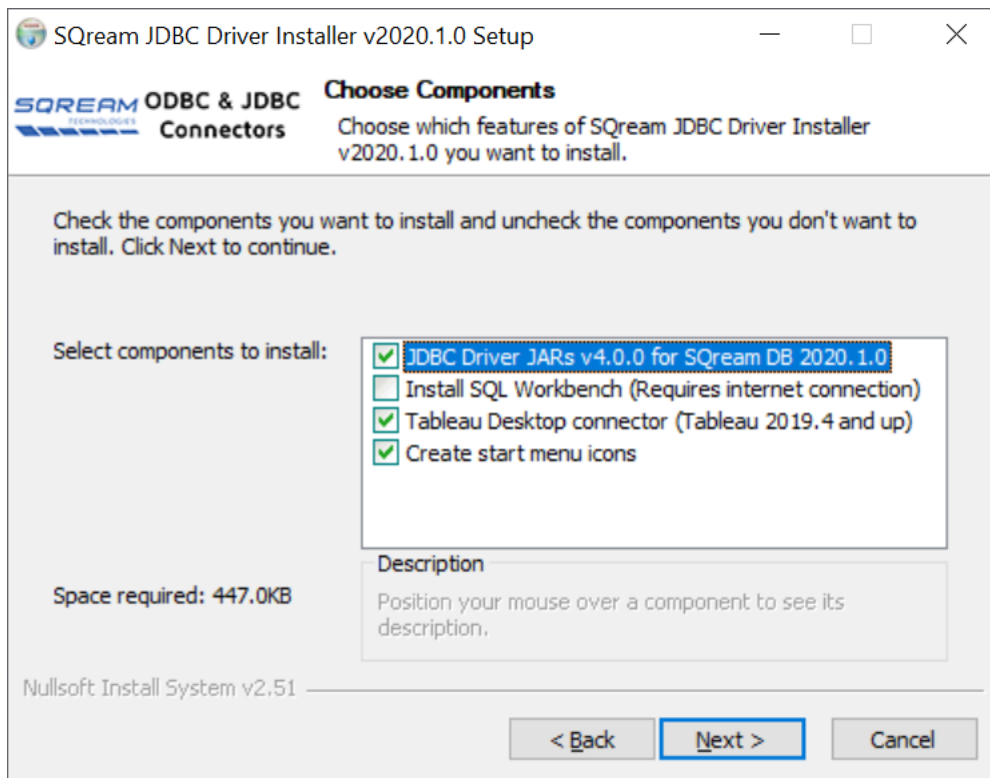 SQream JDBC Driver Installer v2020.1.0 Setup
SQREAM
TECHNOLOGIES
ODBC & JDBC
Connectors
Choose Components
Choose which features of SQream JDBC Driver Installer
v2020.1.0 you want to install.
Check the components you want to install and uncheck the components you don't want to
install. Click Next to continue.
Select components to install:
JDBC Driver JARs v4.0.0 for SQream DB 2020.1.0
Install SQL Workbench (Requires internet connection)
Tableau Desktop connector (Tableau 2019.4 and up)
Create start menu icons
Space required: 447.0KB
Description
Position your mouse over a component to see its
description.
Nullsoft Install System v2.51
< Back
Next >
Cancel